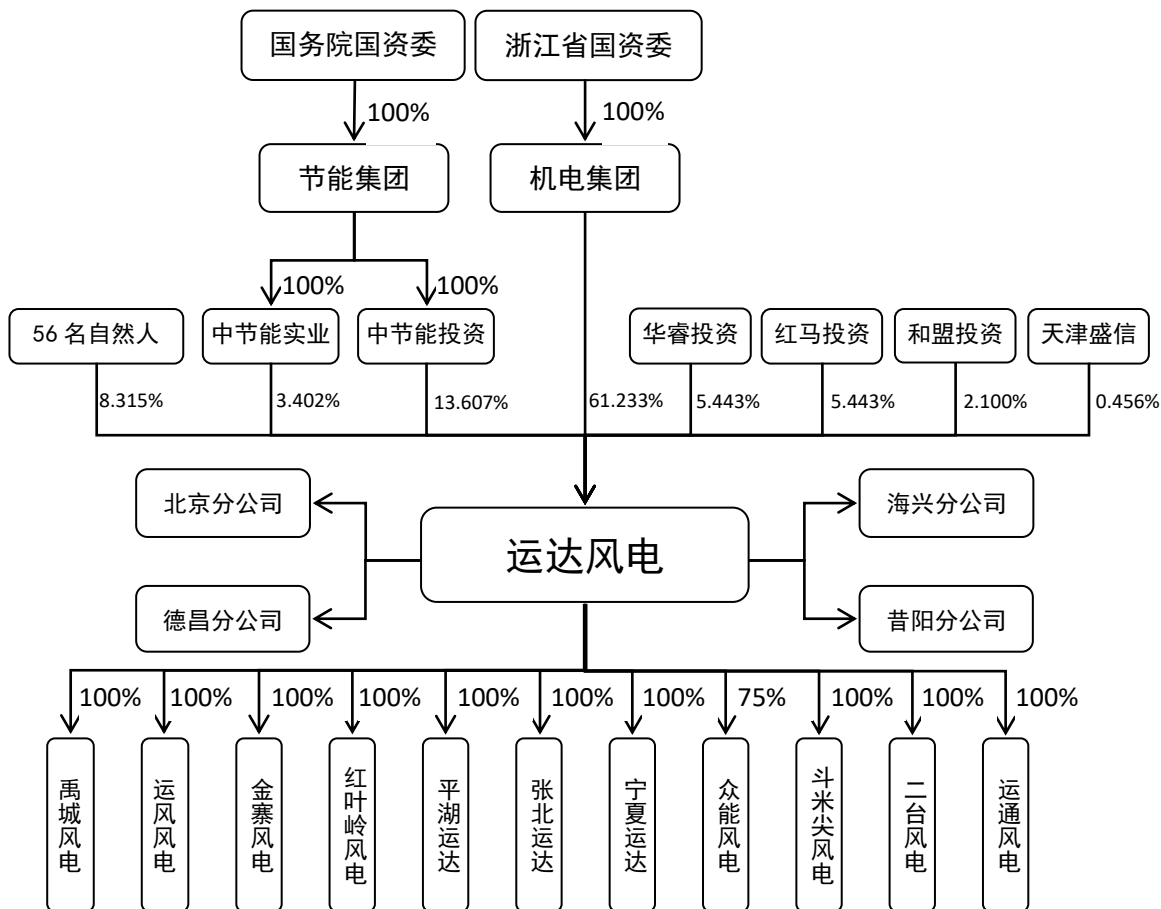 国务院国资委
浙江省国资委
100%
100%
节能集团
机电集团
100%
100%
56 名自然人
中节能实业
中节能投资
华睿投资
红马投资
和盟投资
天津盛信
8.315%
3.402%
13.607%
61.233%
5.443%
5.443%
2.100%
0.456%
北京分公司
海兴分公司
运达风电
德昌分公司
昔阳分公司
100%
100%
100%
100%
100%
100%
100%
75%
100%
100%
100%
禹城风电
运风风电
金寨风电
红叶岭风电
平湖运达
张北运达
宁夏运达
众能风电
斗米尖风电
二台风电
运通风电